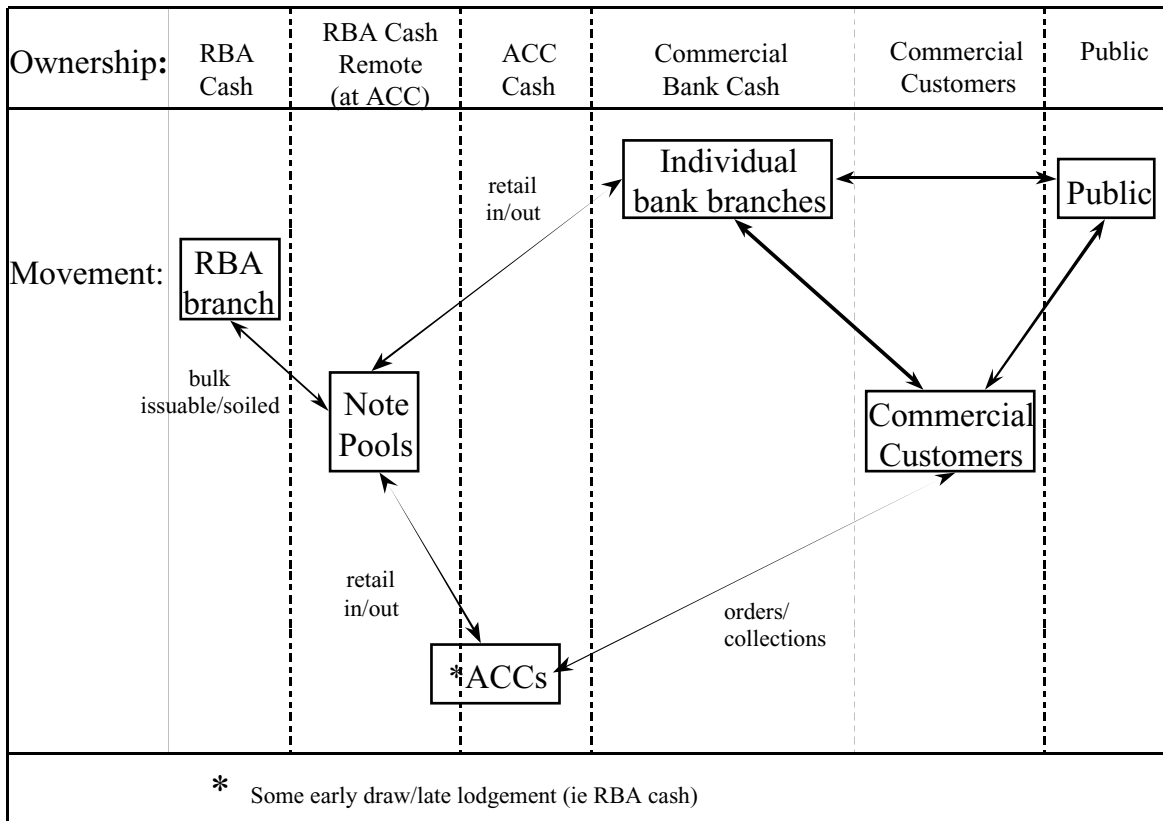 Ownership:
RBA
Cash
RBA Cash
Remote
(at ACC)
ACC
Cash
Commercial
Bank Cash
Commercial
Customers
Public
Movement:
Individual
bank branches
Public
retail
in/out
RBA
branch
bulk
issuable/soiled
Note
Pools
Commercial
Customers
retail
in/out
orders/
collections
*ACCs
* Some early draw/late lodgement (ie RBA cash)